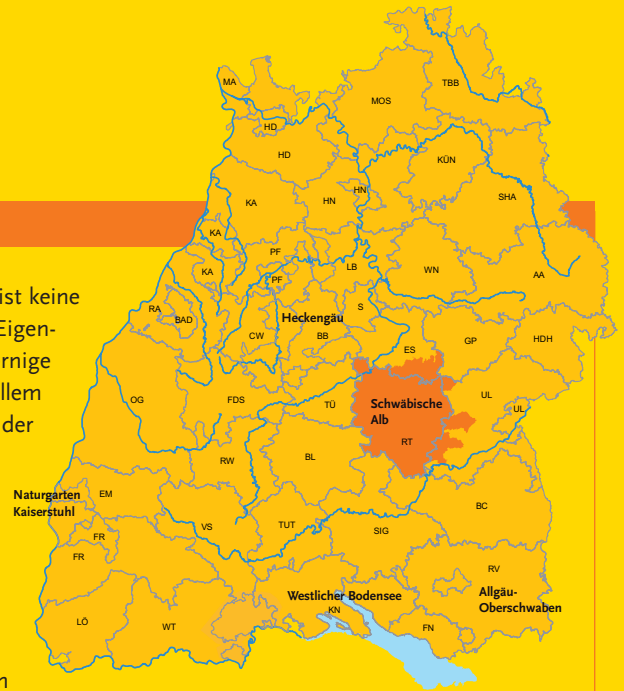 ist keine
Eigen-
rnige
llem
der
n
MA
TBB
MOS
HD
HD
KÜN
HN
HN
KA
SHA
KA
PF
KA
PF
LB
WN
AA
RA
BAD
S
Heckengäu
CW
BB
ES
GP
HDH
OG
FDS
TÜ
Schwäbische
Alb
UL
UL
RT
RW
BL
Naturgarten
Kaiserstuhl
EM
BC
FR
VS
TUT
SIG
FR
RV
Westlicher Bodensee
Allgäu-
Oberschwaben
KN
LÖ
WT
FN